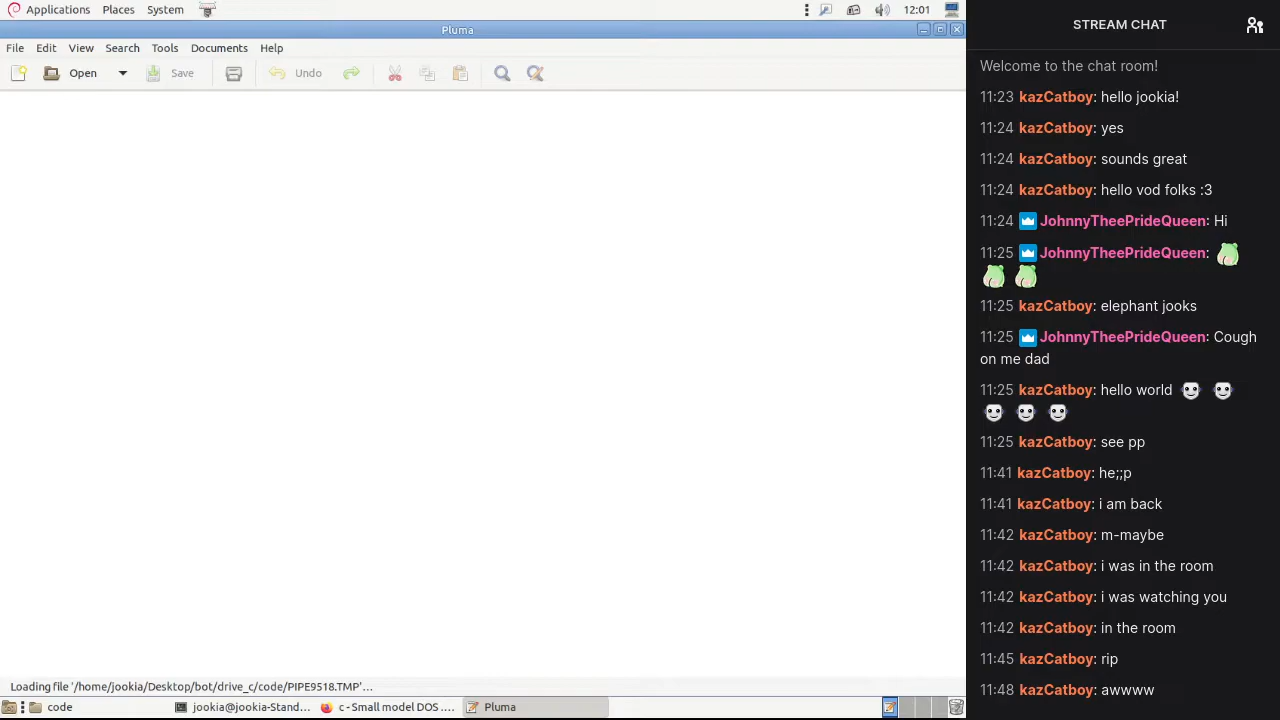 Applications Places System 12:01
Pluma
File Edit View Search Tools Documents Help
Open Save Undo
Loading file '/home/jookia/Desktop/bot/drive_c/code/PIPE9518.TMP'...
code jookia@jookia-Stand... c - Small model DOS .... Pluma
STREAM CHAT
Welcome to the chat room!
11:23 kazCatboy: hello jookia!
11:24 kazCatboy: yes
11:24 kazCatboy: sounds great
11:24 kazCatboy: hello vod folks :3
11:24 JohnnyTheePrideQueen: Hi
11:25 JohnnyTheePrideQueen:
11:25 kazCatboy: elephant jooks
11:25 JohnnyTheePrideQueen: Cough
on me dad
11:25 kazCatboy: hello world
11:25 kazCatboy: see pp
11:41 kazCatboy: he;;p
11:41 kazCatboy: i am back
11:42 kazCatboy: m-maybe
11:42 kazCatboy: i was in the room
11:42 kazCatboy: i was watching you
11:42 kazCatboy: in the room
11:45 kazCatboy: rip
11:48 kazCatboy: awwww